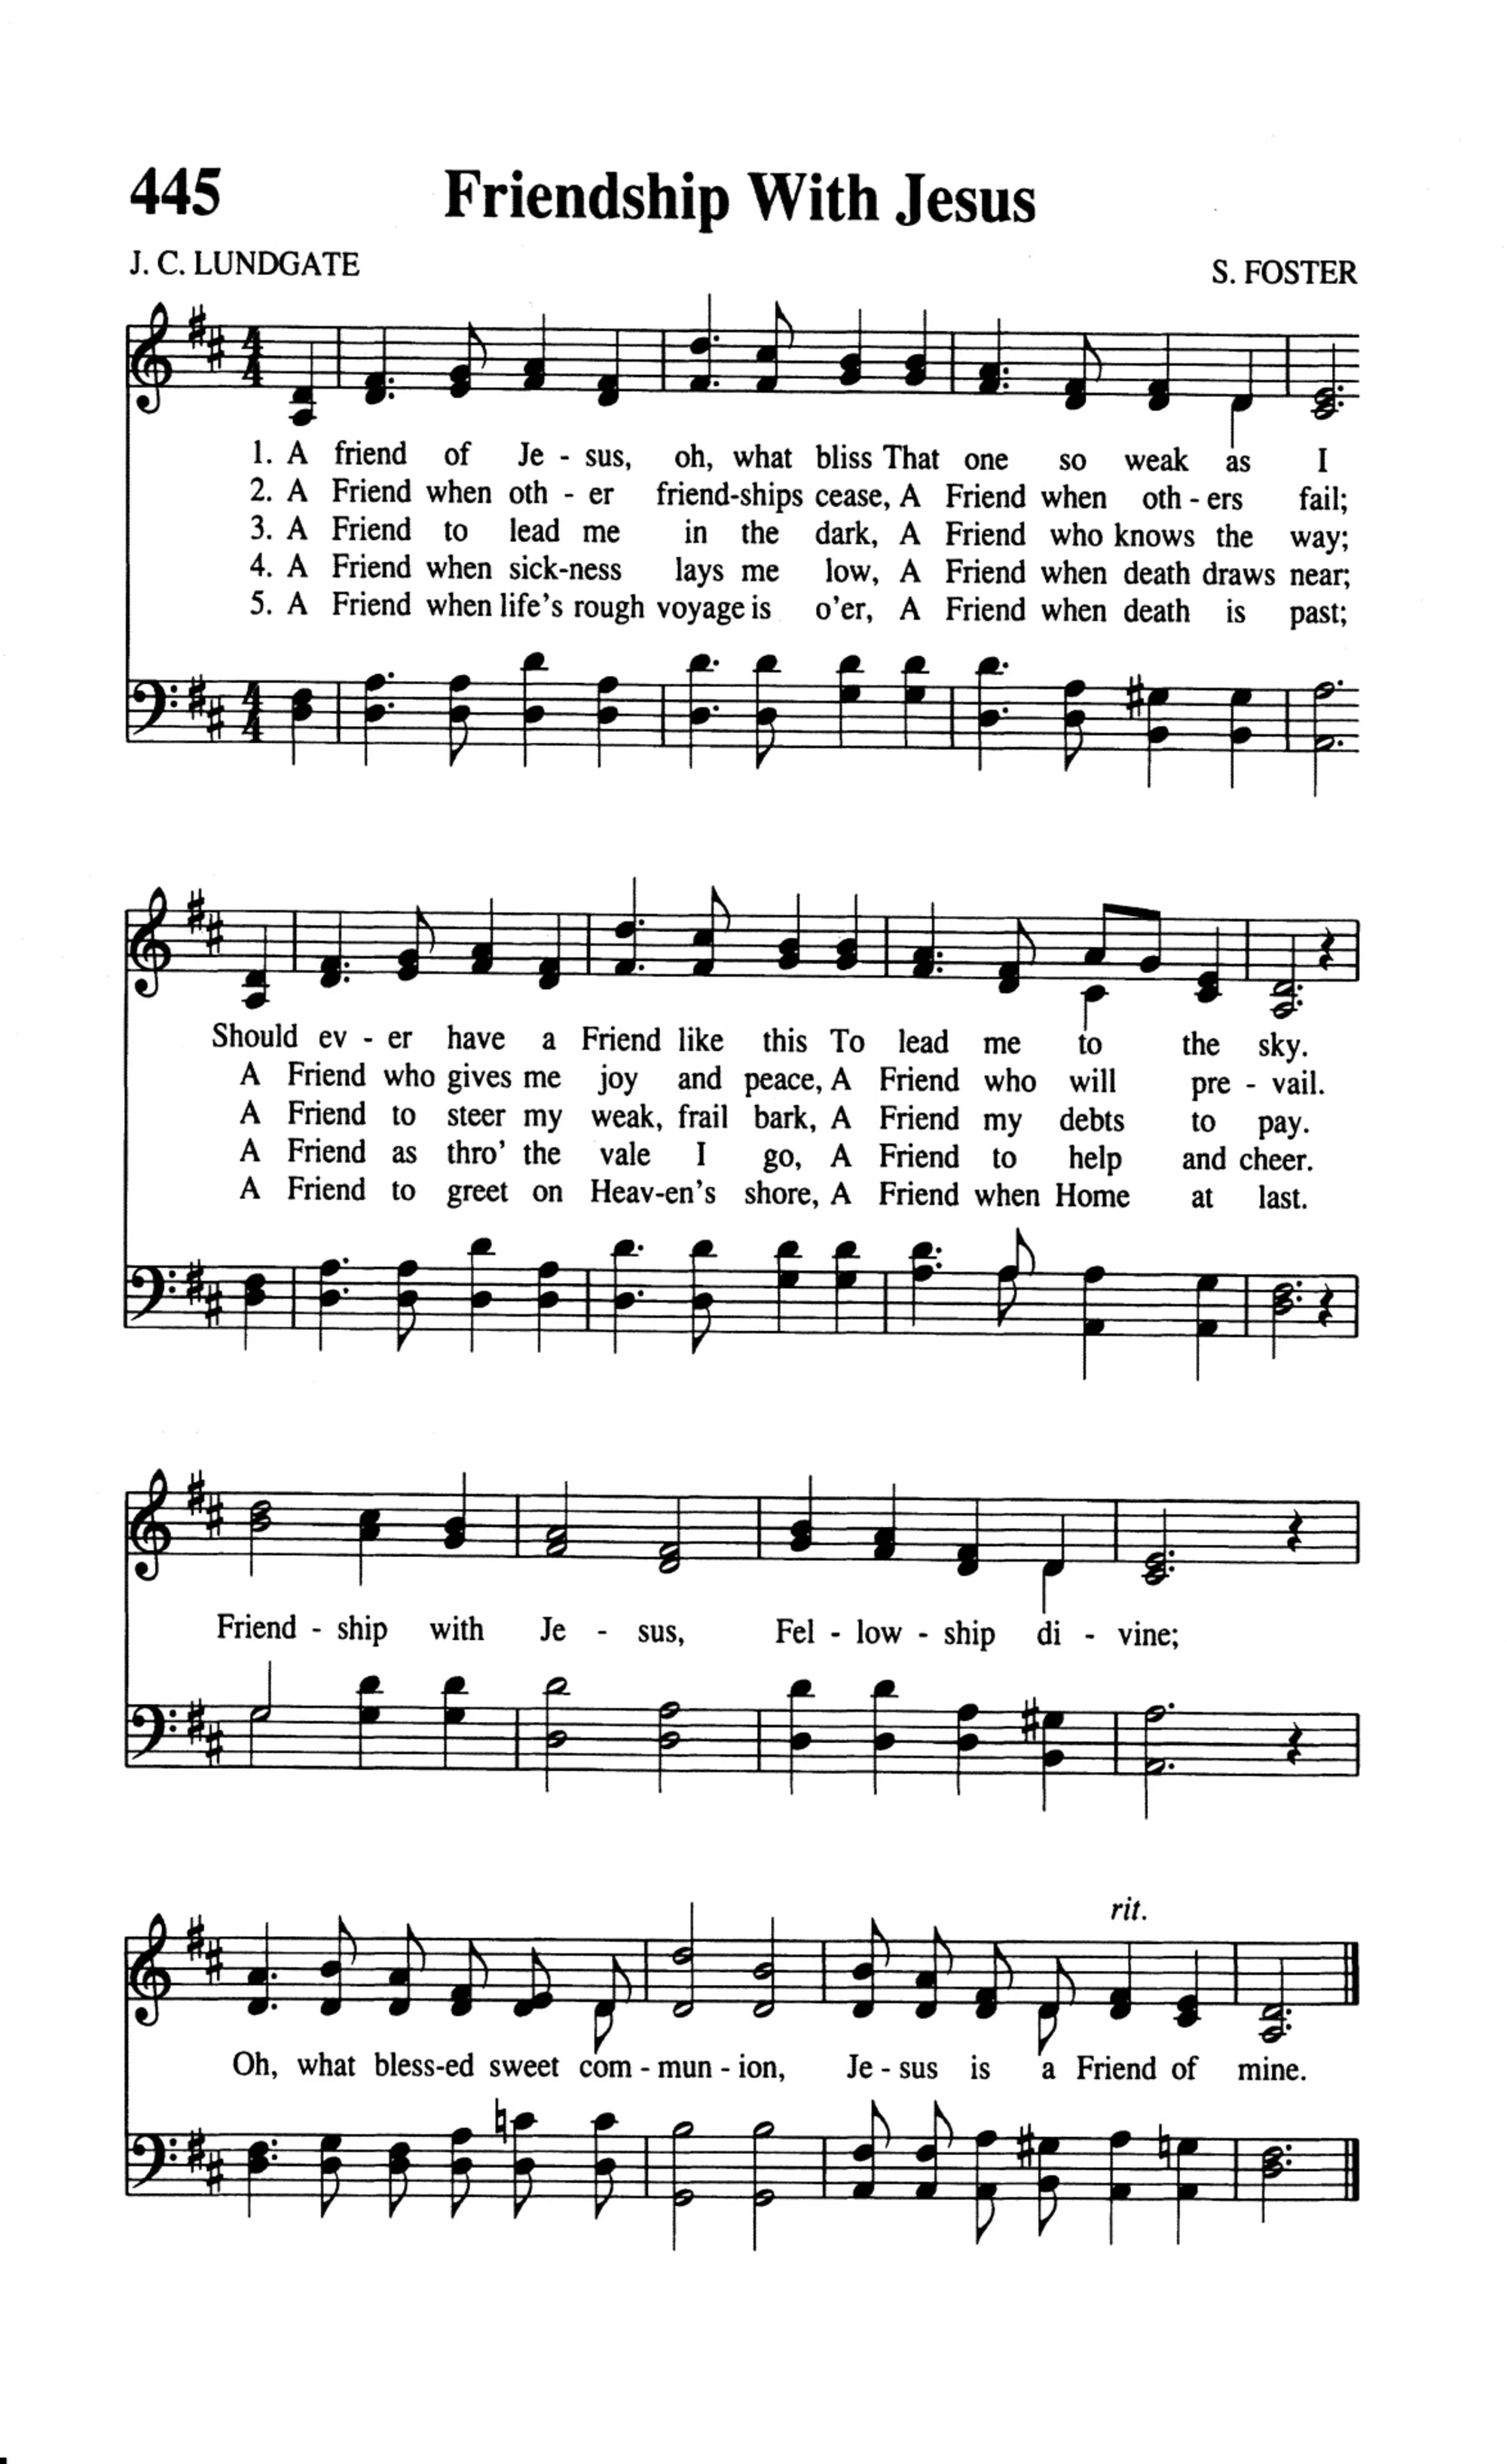 445 Friendship With Jesus
J. C. LUNDGATE
S. FOSTER
1. A friend of Je - sus, oh, what bliss That one so weak as I
2. A Friend when oth - er friend-ships cease, A Friend when oth - ers fail;
3. A Friend to lead me in the dark, A Friend who knows the way;
4. A Friend when sick-ness lays me low, A Friend when death draws near;
5. A Friend when life's rough voyage is o'er, A Friend when death is past;
Should ev - er have a Friend like this To lead me to the sky.
A Friend who gives me joy and peace, A Friend who will pre - vail.
A Friend to steer my weak, frail bark, A Friend my debts to pay.
A Friend as thro' the vale I go, A Friend to help and cheer.
A Friend to greet on Heav-en's shore, A Friend when Home at last.
Friend - ship with Je - sus, Fel - low - ship di - vine;
rit.
Oh, what bless-ed sweet com - mun - ion, Je - sus is a Friend of mine.